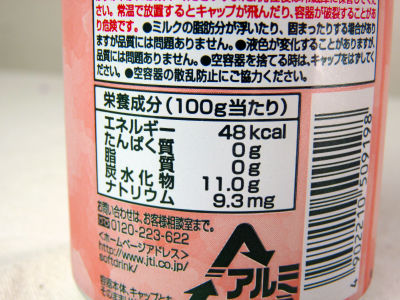 い。常温で放置するとキャップが飛んだり、容器が破裂することがあ
り危険です。●ミルクの脂肪分が浮いたり、固まったりする場合があり
ますが品質には問題ありません。●液色が変化することがありますが、
品質には問題ありません。●空容器を捨てる時は、キャップをはずしてく
ださい。●空容器の散乱防止にご協力ください。
栄養成分(100g当たり)
エネルギー 48kcal
たんぱく質 0g
脂質 0g
炭水化物 11.0g
ナトリウム 9.3mg
お問い合わせは、お客様相談室まで。
0120-223-622
<ホームページアドレス>
http://www.jti.co.jp/
softdrink/
アルミ
4902210509198